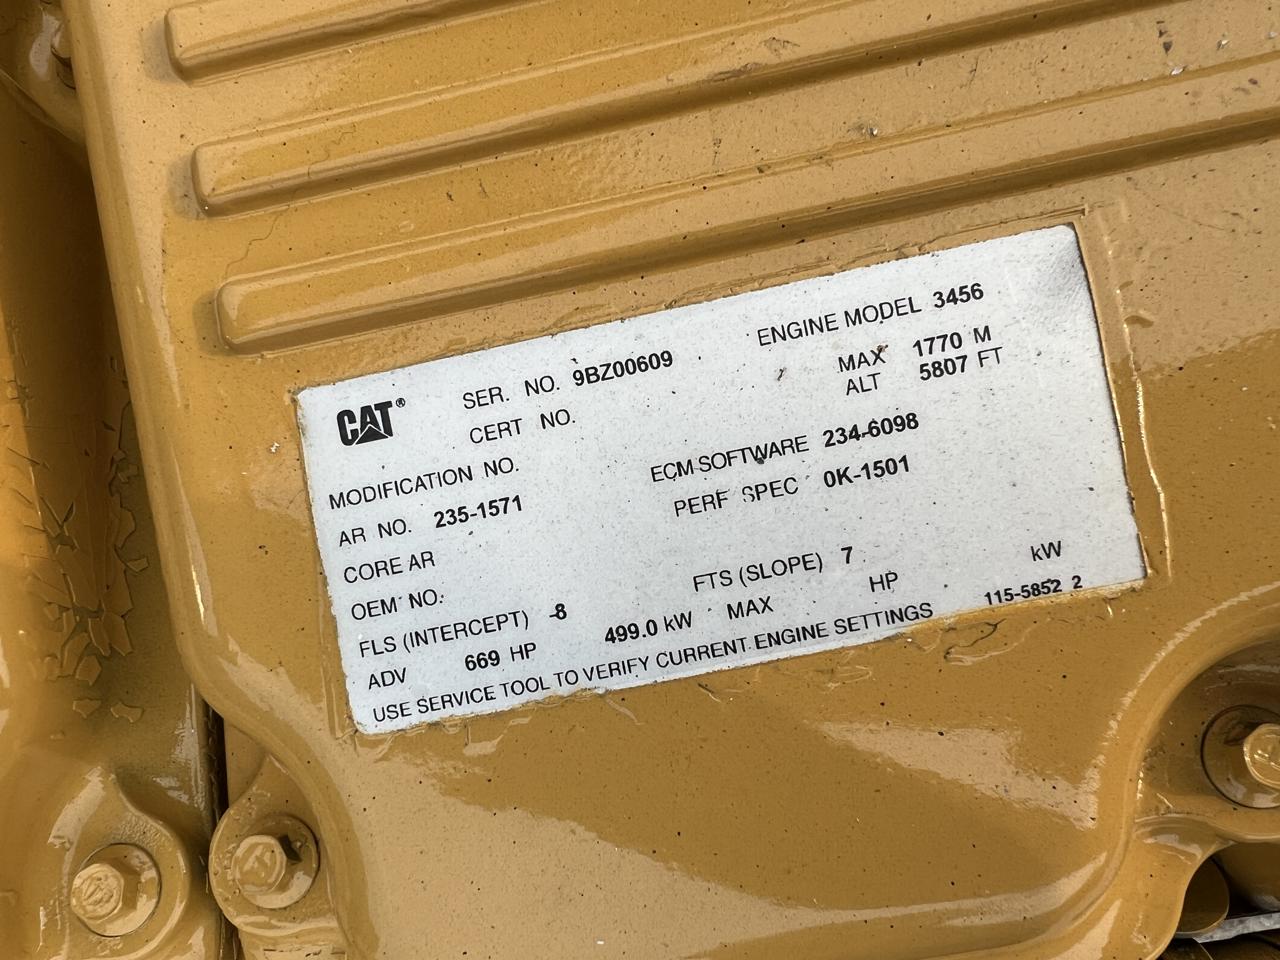 CAT®
SER. NO. 9BZ00609 ENGINE MODEL 3456
CERT NO. MAX ALT 1770 M 5807 FT
MODIFICATION NO. ECM SOFTWARE 234-6098
AR NO. 235-1571 PERF SPEC 0K-1501
CORE AR
OEM NO.
FLS (INTERCEPT) -8 FTS (SLOPE) 7
ADV 669 HP 499.0 kW MAX HP kW
USE SERVICE TOOL TO VERIFY CURRENT ENGINE SETTINGS 115-5852 2